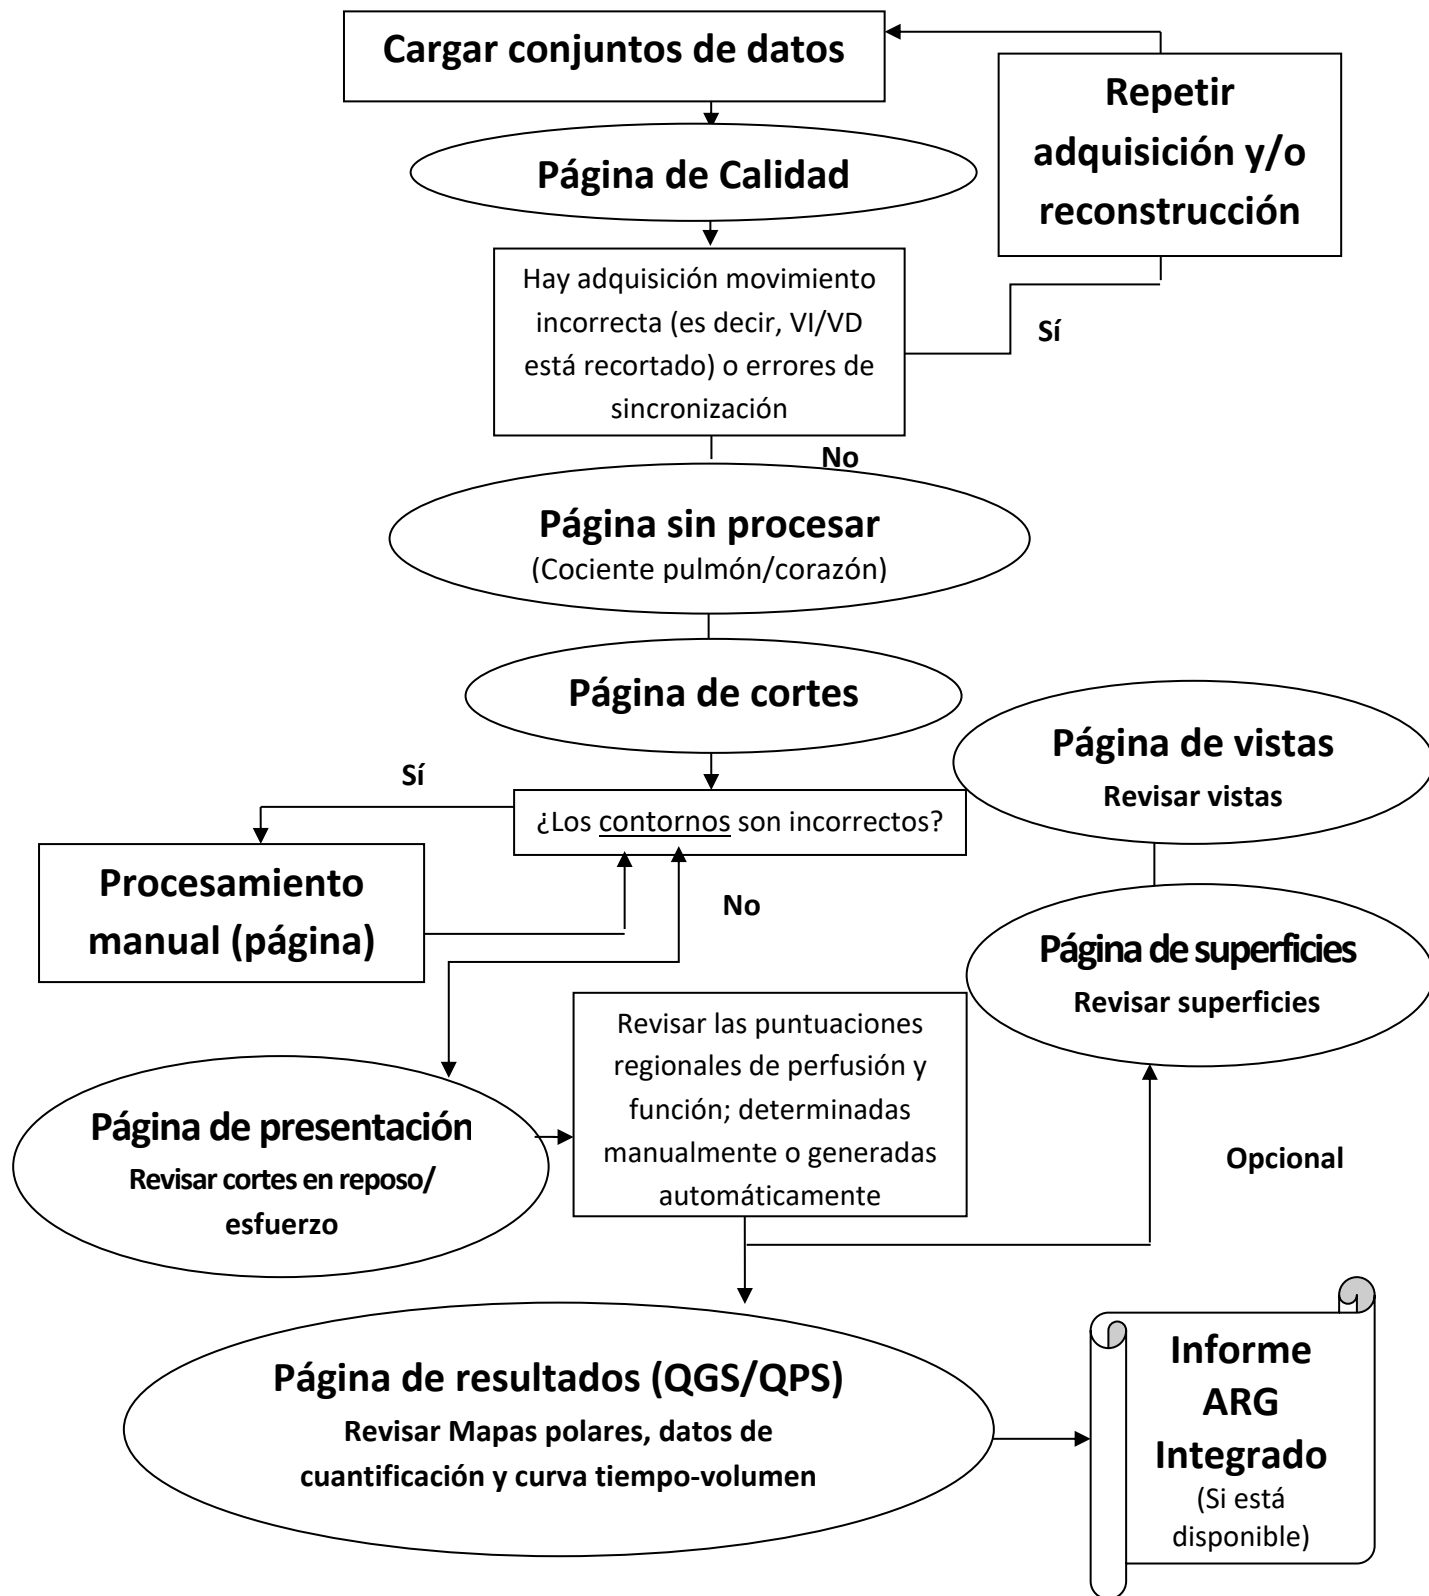 Cargar conjuntos de datos
Repetir
adquisición y/o
reconstrucción
Página de Calidad
Hay adquisición movimiento
incorrecta (es decir, VI/VD
está recortado) o errores de
sincronización
Sí
No
Página sin procesar
(Cociente pulmón/corazón)
Página de cortes
Página de vistas
Revisar vistas
Sí
¿Los contornos son incorrectos?
Procesamiento
manual (página)
No
Página de superficies
Revisar superficies
Revisar las puntuaciones
regionales de perfusión y
función; determinadas
manualmente o generadas
automáticamente
Página de presentación
Revisar cortes en reposo/
esfuerzo
Opcional
Página de resultados (QGS/QPS)
Revisar Mapas polares, datos de
cuantificación y curva tiempo-volumen
Informe
ARG
Integrado
(Si está
disponible)